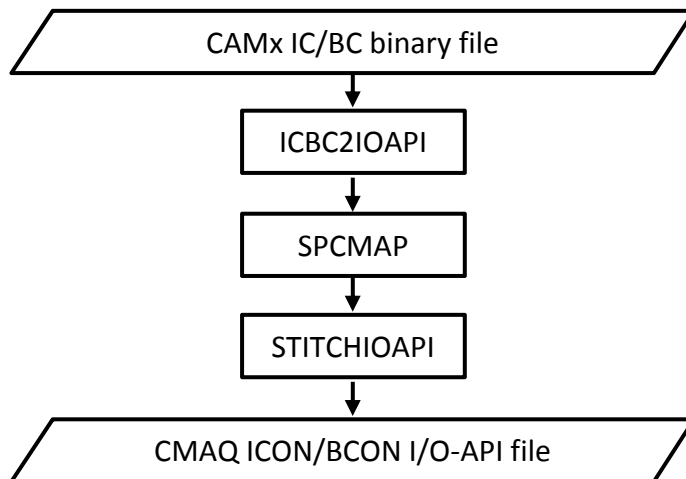 CAMx IC/BC binary file
ICBC2IOAPI
SPCMAP
STITCHIOAPI
CMAQ ICON/BCON I/O-API file